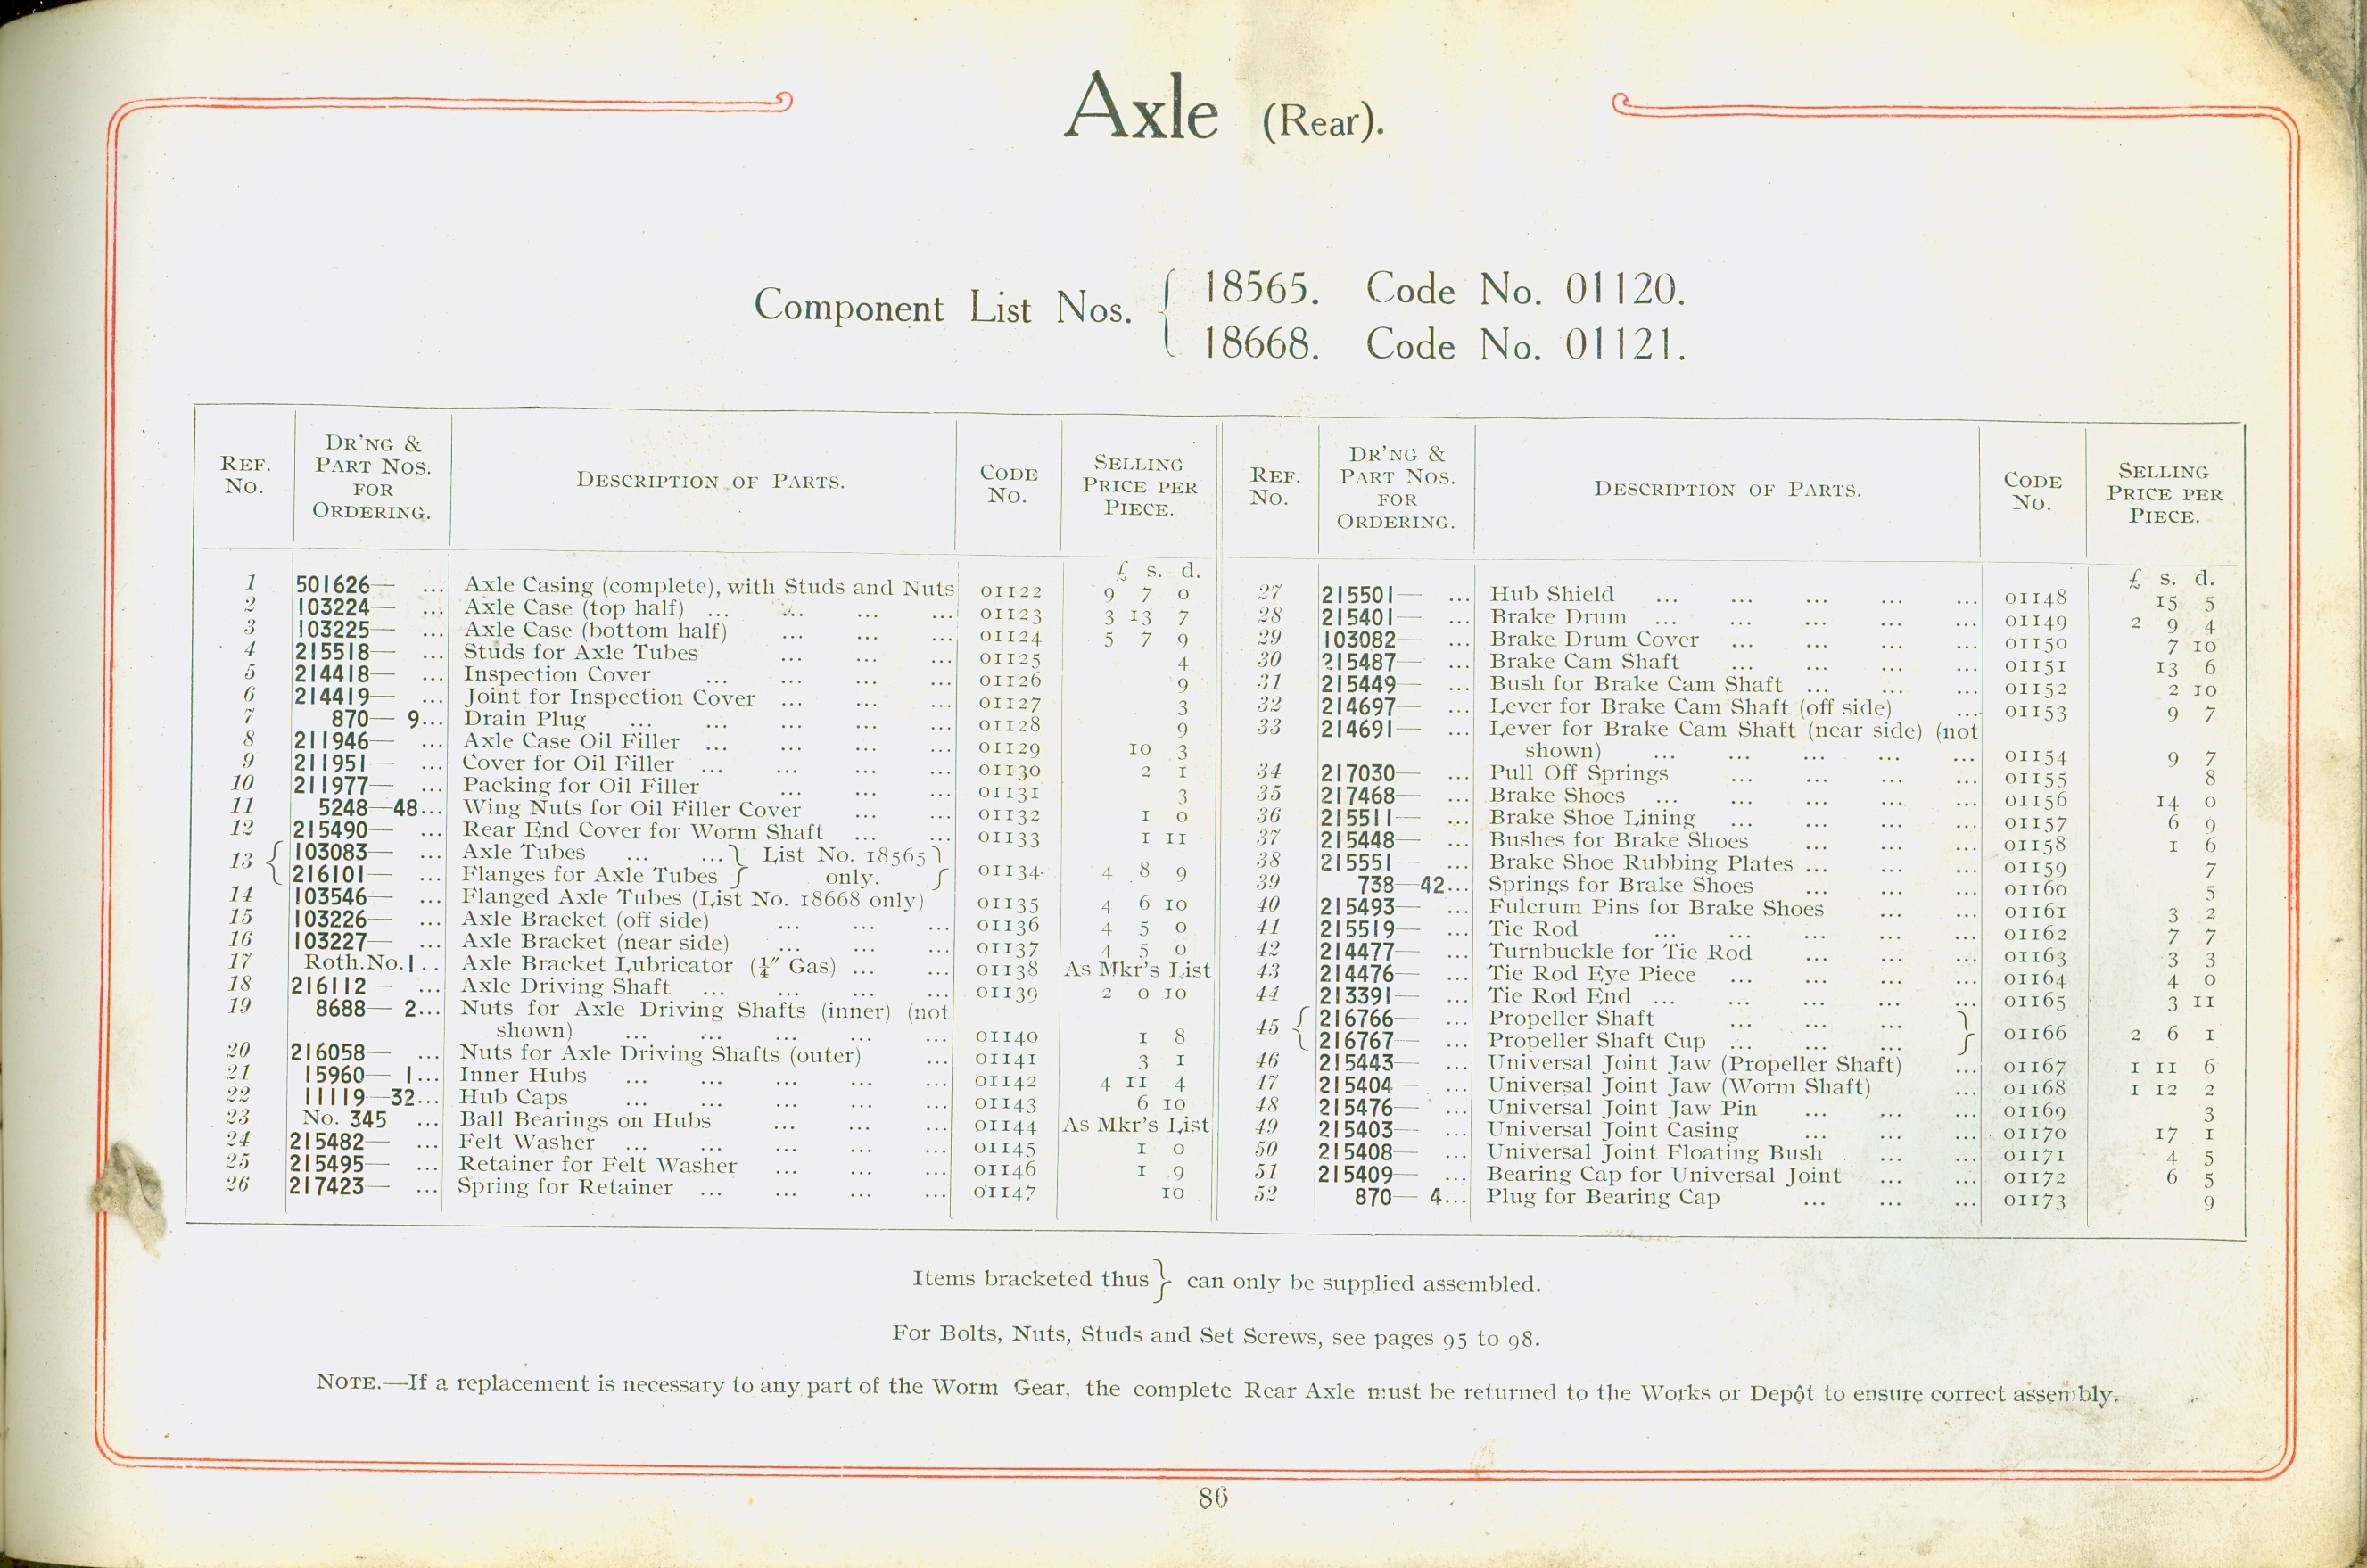 Axle (Rear).
Component List Nos. { 18565. Code No. 01120.
18668. Code No. 01121.
REF. No. DR'NG & PART NOS. FOR ORDERING. DESCRIPTION OF PARTS. CODE No. SELLING PRICE PER PIECE.
£ s. d.
1 501626— ... Axle Casing (complete), with Studs and Nuts 01122 9 7 0
2 103224— ... Axle Case (top half) ... ... ... ... 01123 3 13 7
3 103225— ... Axle Case (bottom half) ... ... ... 01124 5 7 9
4 215518— ... Studs for Axle Tubes ... ... ... 01125 4
5 214418— ... Inspection Cover ... ... ... ... 01126 9
6 214419— ... Joint for Inspection Cover ... ... ... 01127 3
7 870— 9... Drain Plug ... ... ... ... ... 01128 9
8 211946— ... Axle Case Oil Filler ... ... ... ... 01129 10 3
9 211951— ... Cover for Oil Filler ... ... ... ... 01130 2 1
10 211977— ... Packing for Oil Filler ... ... ... 01131 3
11 5248—48... Wing Nuts for Oil Filler Cover ... ... 01132 1 0
12 215490— ... Rear End Cover for Worm Shaft ... ... 01133 1 11
13 { 103083— ... Axle Tubes ... ... } List No. 18565 }
216101— ... Flanges for Axle Tubes } only. } 01134 4 8 9
14 103546— ... Flanged Axle Tubes (List No. 18668 only) 01135 4 6 10
15 103226— ... Axle Bracket (off side) ... ... ... 01136 4 5 0
16 103227— ... Axle Bracket (near side) ... ... ... 01137 4 5 0
17 Roth.No.1.. Axle Bracket Lubricator (¼″ Gas) ... ... 01138 As Mkr's List
18 216112— ... Axle Driving Shaft ... ... ... ... 01139 2 0 10
19 8688— 2... Nuts for Axle Driving Shafts (inner) (not
shown) ... ... ... ... ... 01140 1 8
20 216058— ... Nuts for Axle Driving Shafts (outer) ... 01141 3 1
21 15960— 1... Inner Hubs ... ... ... ... ... 01142 4 11 4
22 11119—32... Hub Caps ... ... ... ... ... 01143 6 10
23 No. 345 ... Ball Bearings on Hubs ... ... ... 01144 As Mkr's List
24 215482— ... Felt Washer ... ... ... ... ... 01145 1 0
25 215495— ... Retainer for Felt Washer ... ... ... 01146 1 9
26 217423— ... Spring for Retainer ... ... ... ... 01147 10
REF. No. DR'NG & PART NOS. FOR ORDERING. DESCRIPTION OF PARTS. CODE No. SELLING PRICE PER PIECE.
£ s. d.
27 215501— ... Hub Shield ... ... ... ... ... 01148 15 5
28 215401— ... Brake Drum ... ... ... ... ... 01149 2 9 4
29 103082— ... Brake Drum Cover ... ... ... ... 01150 7 10
30 215487— ... Brake Cam Shaft ... ... ... ... 01151 13 6
31 215449— ... Bush for Brake Cam Shaft ... ... ... 01152 2 10
32 214697— ... Lever for Brake Cam Shaft (off side) ... 01153 9 7
33 214691— ... Lever for Brake Cam Shaft (near side) (not
shown) ... ... ... ... ... 01154 9 7
34 217030— ... Pull Off Springs ... ... ... ... 01155 8
35 217468— ... Brake Shoes ... ... ... ... ... 01156 14 0
36 215511— ... Brake Shoe Lining ... ... ... ... 01157 6 9
37 215448— ... Bushes for Brake Shoes ... ... ... 01158 1 6
38 215551— ... Brake Shoe Rubbing Plates ... ... ... 01159 7
39 738—42... Springs for Brake Shoes ... ... ... 01160 5
40 215493— ... Fulcrum Pins for Brake Shoes ... ... 01161 3 2
41 215519— ... Tie Rod ... ... ... ... ... 01162 7 7
42 214477— ... Turnbuckle for Tie Rod ... ... ... 01163 3 3
43 214476— ... Tie Rod Eye Piece ... ... ... ... 01164 4 0
44 213391— ... Tie Rod End ... ... ... ... ... 01165 3 11
45 { 216766— ... Propeller Shaft ... ... ... }
216767— ... Propeller Shaft Cup ... ... ... } 01166 2 6 1
46 215443— ... Universal Joint Jaw (Propeller Shaft) ... 01167 1 11 6
47 215404— ... Universal Joint Jaw (Worm Shaft) ... 01168 1 12 2
48 215476— ... Universal Joint Jaw Pin ... ... ... 01169 3
49 215403— ... Universal Joint Casing ... ... ... 01170 17 1
50 215408— ... Universal Joint Floating Bush ... ... 01171 4 5
51 215409— ... Bearing Cap for Universal Joint ... ... 01172 6 5
52 870— 4... Plug for Bearing Cap ... ... ... 01173 9
Items bracketed thus } can only be supplied assembled.
For Bolts, Nuts, Studs and Set Screws, see pages 95 to 98.
NOTE.—If a replacement is necessary to any part of the Worm Gear, the complete Rear Axle must be returned to the Works or Depôt to ensure correct assembly.
86